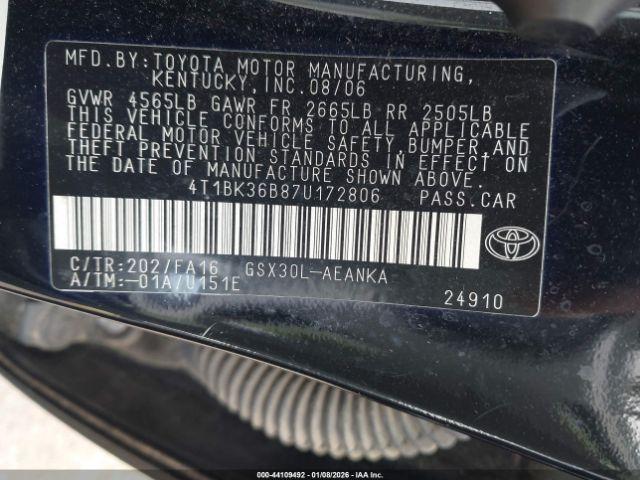 MFD.BY:TOYOTA MOTOR MANUFACTURING,
KENTUCKY,INC.08/06
GVWR 4565LB GAWR FR 2665LB RR 2505LB
THIS VEHICLE CONFORMS TO ALL APPLICABLE
FEDERAL MOTOR VEHICLE SAFETY,BUMPER,AND
THEFT PREVENTION STANDARDS IN EFFECT ON
THE DATE OF MANUFACTURE SHOWN ABOVE.
4T1BK36B87U172806 PASS.CAR
C/TR:202/FA16 GSX30L-AEANKA
A/TM:-01A/U151E
24910
TOYOTA
000-44109492 - 01/08/2026 - IAA Inc.